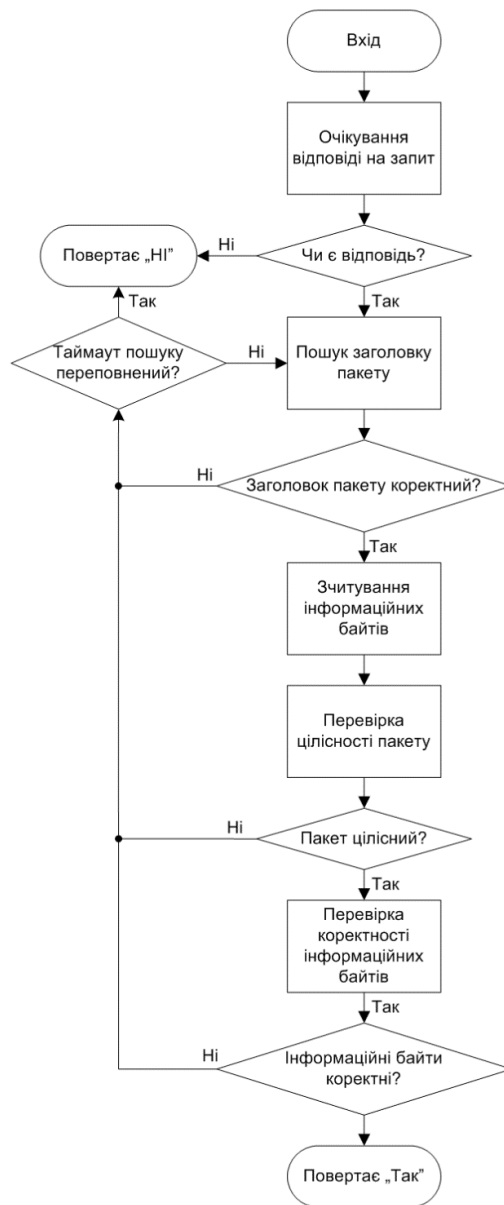 Вхід
Очікування
відповіді на запит
Ні
Повертає „НІ”
Чи є відповідь?
Так
Так
Таймаут пошуку
переповнений?
Ні
Пошук заголовку
пакету
Ні
Заголовок пакету коректний?
Так
Зчитування
інформаційних
байтів
Перевірка
цілісності пакету
Ні
Пакет цілісний?
Так
Перевірка
коректності
інформаційних
байтів
Так
Ні
Інформаційні байти
коректні?
Повертає „Так”